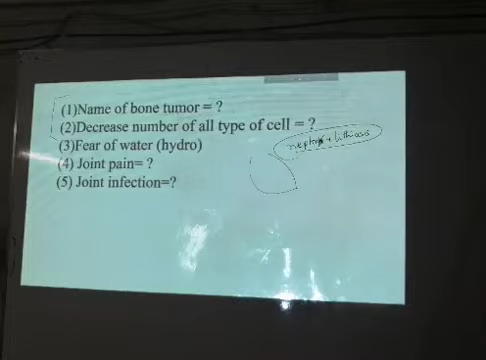 (1)Name of bone tumor = ?
(2)Decrease number of all type of cell = ?
(3)Fear of water (hydro)
(4) Joint pain= ?
(5) Joint infection=?